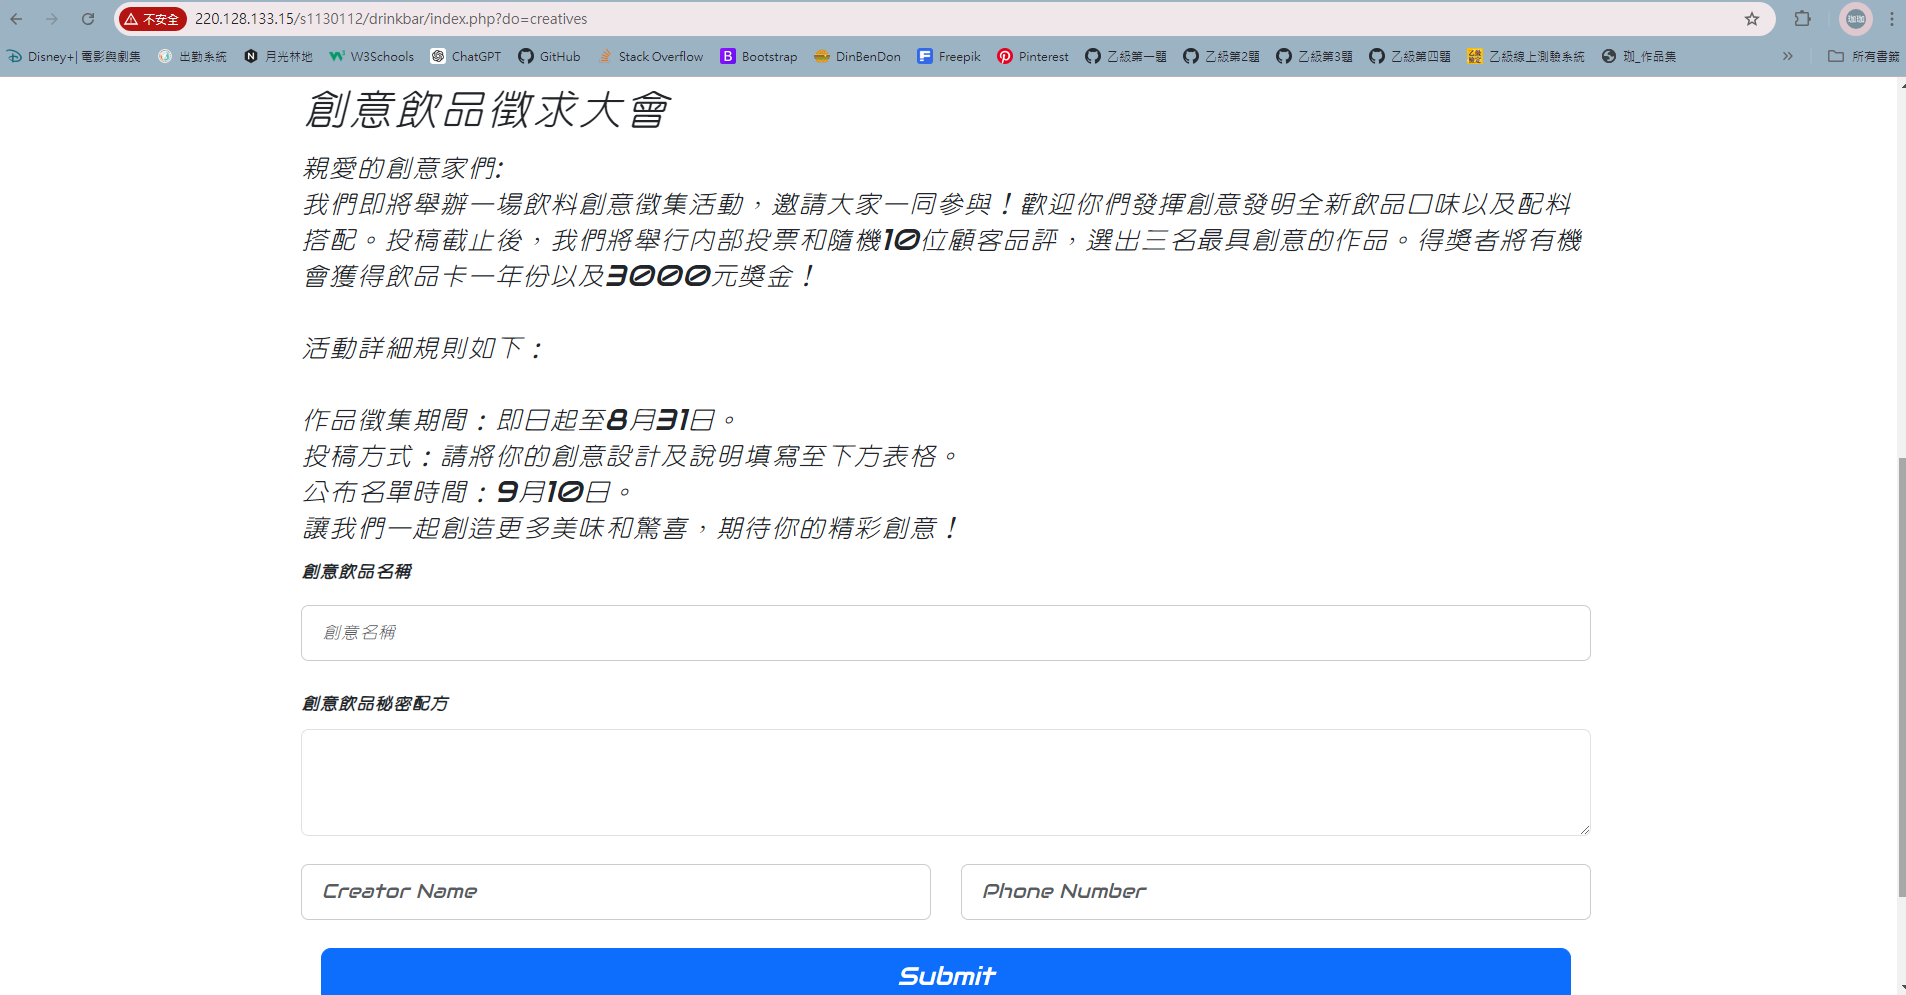 不安全 220.128.133.15/s1130112/drinkbar/index.php?do=creatives 珈珈
Disney+| 電影與劇集 出勤系統 月光林地 W3Schools ChatGPT GitHub Stack Overflow Bootstrap DinBenDon Freepik Pinterest 乙級第一題 乙級第2題 乙級第3題 乙級第四題 乙級線上測驗系統 珈_作品集 » 所有書籤
創意飲品徵求大會
親愛的創意家們:
我們即將舉辦一場飲料創意徵集活動，邀請大家一同參與！歡迎你們發揮創意發明全新飲品口味以及配料
搭配。投稿截止後，我們將舉行內部投票和隨機10位顧客品評，選出三名最具創意的作品。得獎者將有機
會獲得飲品卡一年份以及3000元獎金！
活動詳細規則如下：
作品徵集期間：即日起至8月31日。
投稿方式：請將你的創意設計及說明填寫至下方表格。
公布名單時間：9月10日。
讓我們一起創造更多美味和驚喜，期待你的精彩創意！
創意飲品名稱
創意名稱
創意飲品秘密配方
Creator Name Phone Number
Submit